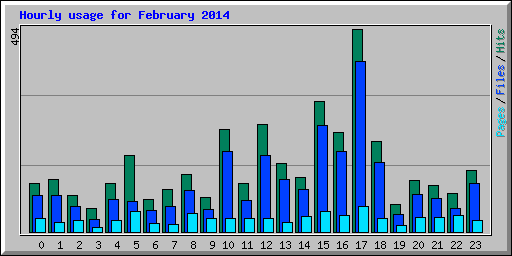 Hourly usage for February 2014
494
Pages / Files / Hits
0 1 2 3 4 5 6 7 8 9 10 11 12 13 14 15 16 17 18 19 20 21 22 23